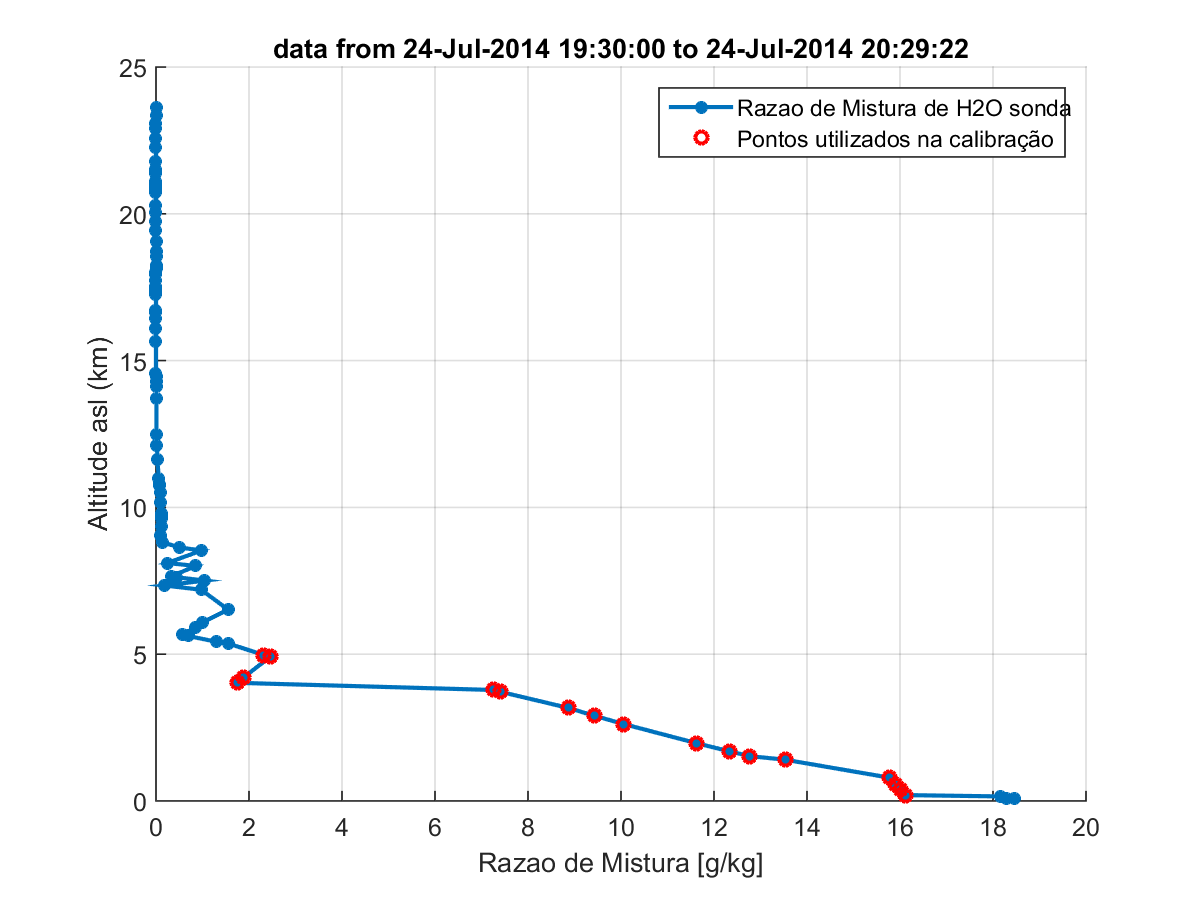 data from 24-Jul-2014 19:30:00 to 24-Jul-2014 20:29:22
Razao de Mistura de H2O sonda
Pontos utilizados na calibração
25
20
15
10
5
0
Altitude asl (km)
0 2 4 6 8 10 12 14 16 18 20
Razao de Mistura [g/kg]